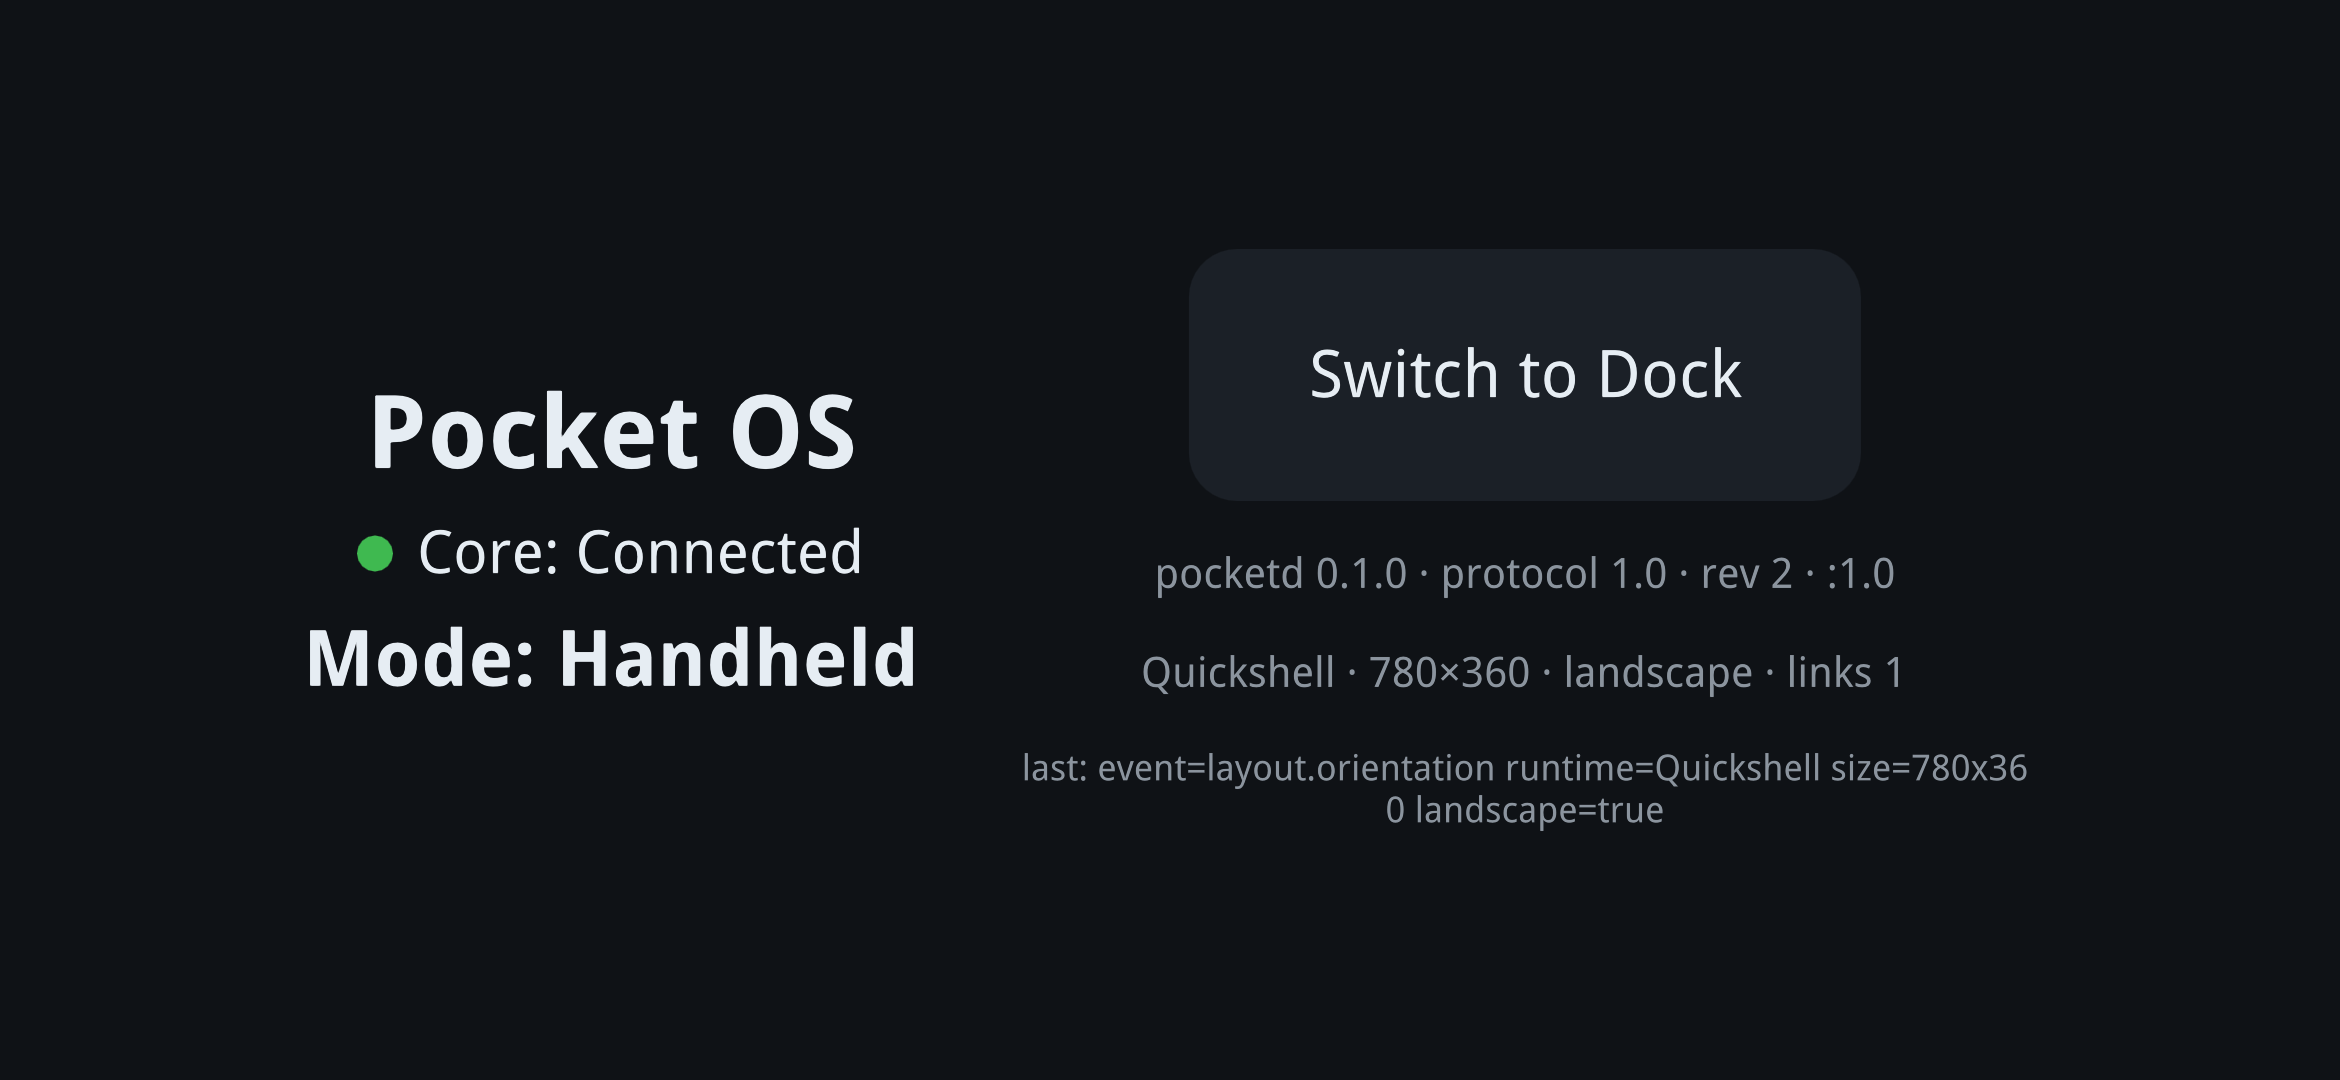 Pocket OS
Core: Connected
Mode: Handheld
Switch to Dock
pocketd 0.1.0 · protocol 1.0 · rev 2 · :1.0
Quickshell · 780×360 · landscape · links 1
last: event=layout.orientation runtime=Quickshell size=780x36
0 landscape=true